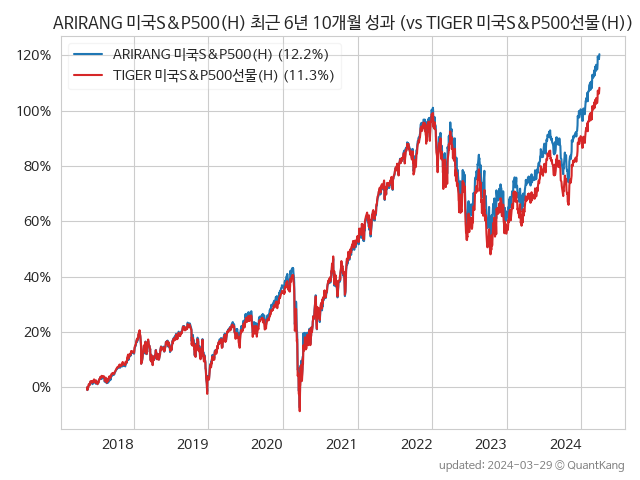 ARIRANG 미국S&P500(H) 최근 6년 10개월 성과 (vs TIGER 미국S&P500선물(H))
120%
ARIRANG 미국S&P500(H) (12.2%)
TIGER 미국S&P500선물(H) (11.3%)
100%
80%
60%
40%
20%
0%
2018 2019 2020 2021 2022 2023 2024
updated: 2024-03-29 © QuantKang